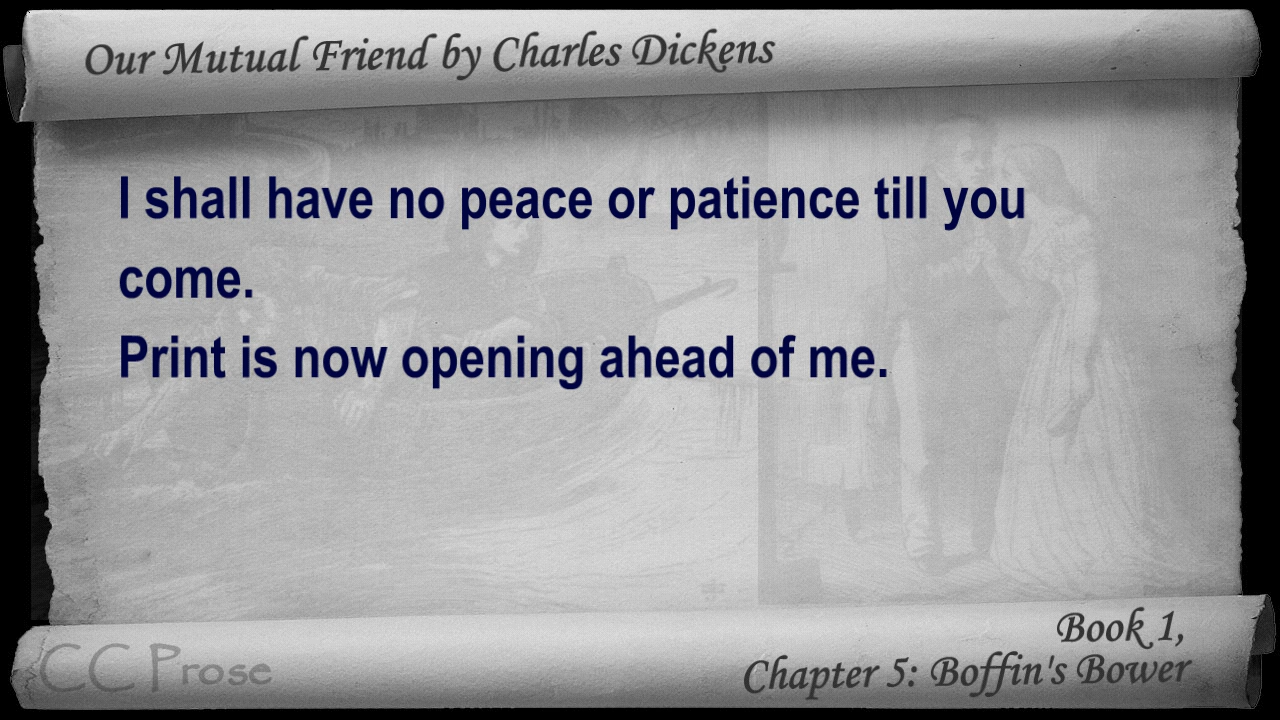 Our Mutual Friend by Charles Dickens
I shall have no peace or patience till you
come.
Print is now opening ahead of me.
CC Prose
Book 1,
Chapter 5: Boffin's Bower